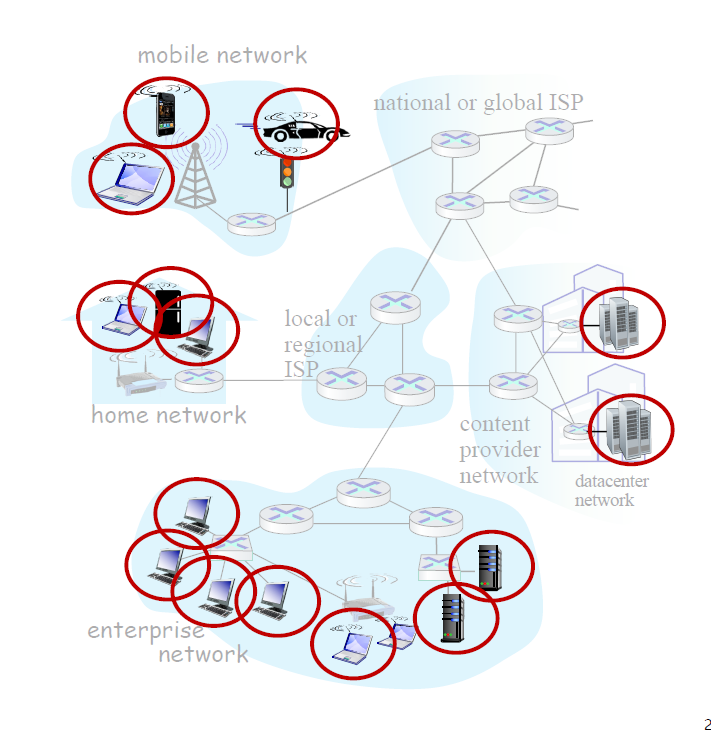 mobile network
national or global ISP
local or
regional
ISP
home network
content
provider
network
datacenter
network
enterprise
network
2